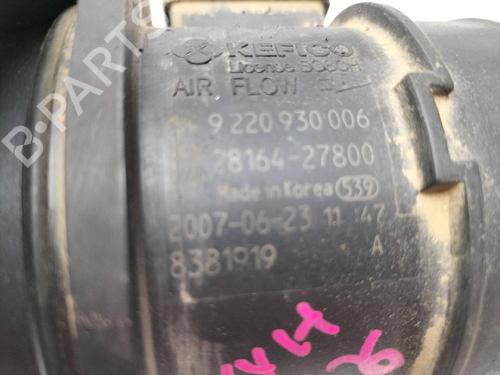 KEFICO
License BOSCH
AIR FLOW
9 220 930 006
28164-27800
Made in Korea 539
2007-06-23 11 47
A
8381919
B-PARTS